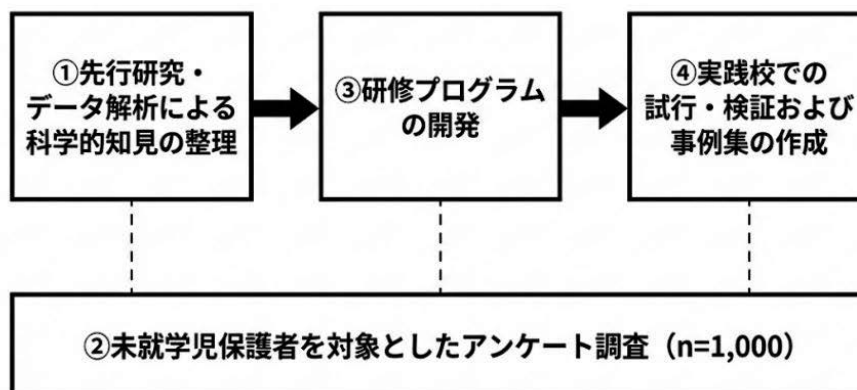 ①先行研究・
データ解析による
科学的知見の整理
③研修プログラム
の開発
④実践校での
試行・検証および
事例集の作成
②未就学児保護者を対象としたアンケート調査（n=1,000）